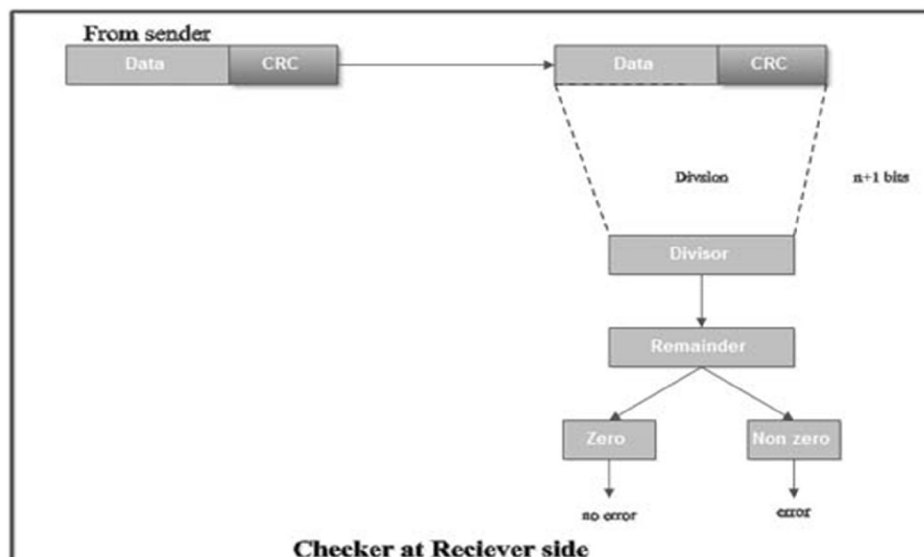 From sender
Data CRC Data CRC
Divsion n+1 bits
Divisor
Remainder
Zero Non zero
no error error
Checker at Reciever side